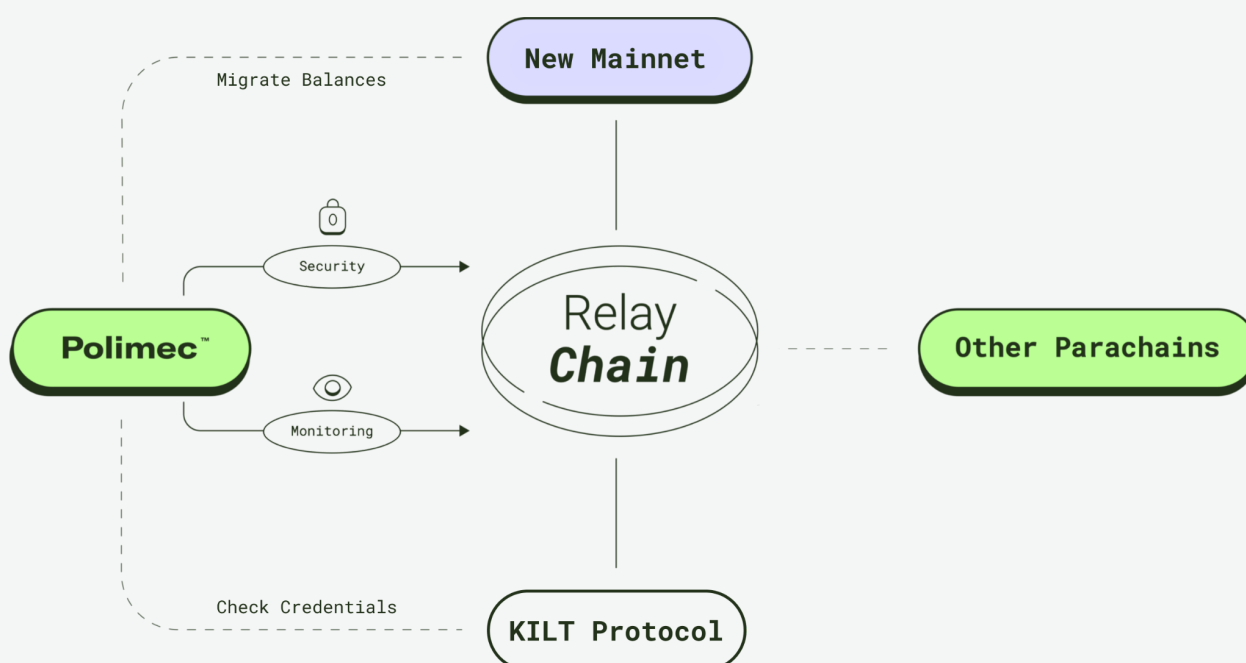 New Mainnet
Migrate Balances
Security
Polimec™
Relay
Chain
Other Parachains
Monitoring
Check Credentials
KILT Protocol